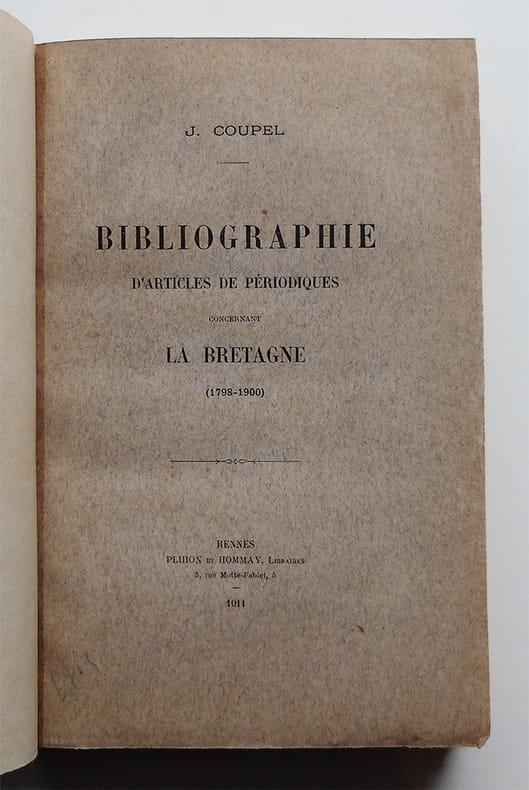 J. COUPEL
BIBLIOGRAPHIE
D'ARTICLES DE PÉRIODIQUES
CONCERNANT
LA BRETAGNE
(1798-1900)
RENNES
PLIHON ET HOMMAY, LIBRAIRES
5, rue Motte-Fablet, 5
1911